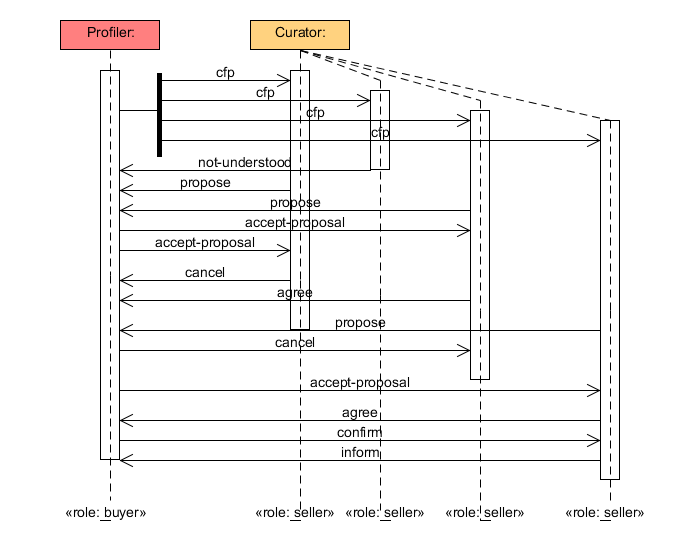 Profiler:
Curator:
cfp
cfp
cfp
cfp
not-understood
propose
propose
accept-proposal
accept-proposal
cancel
agree
propose
cancel
accept-proposal
agree
confirm
inform
«role: buyer» «role: seller» «role: seller» «role: seller» «role: seller»